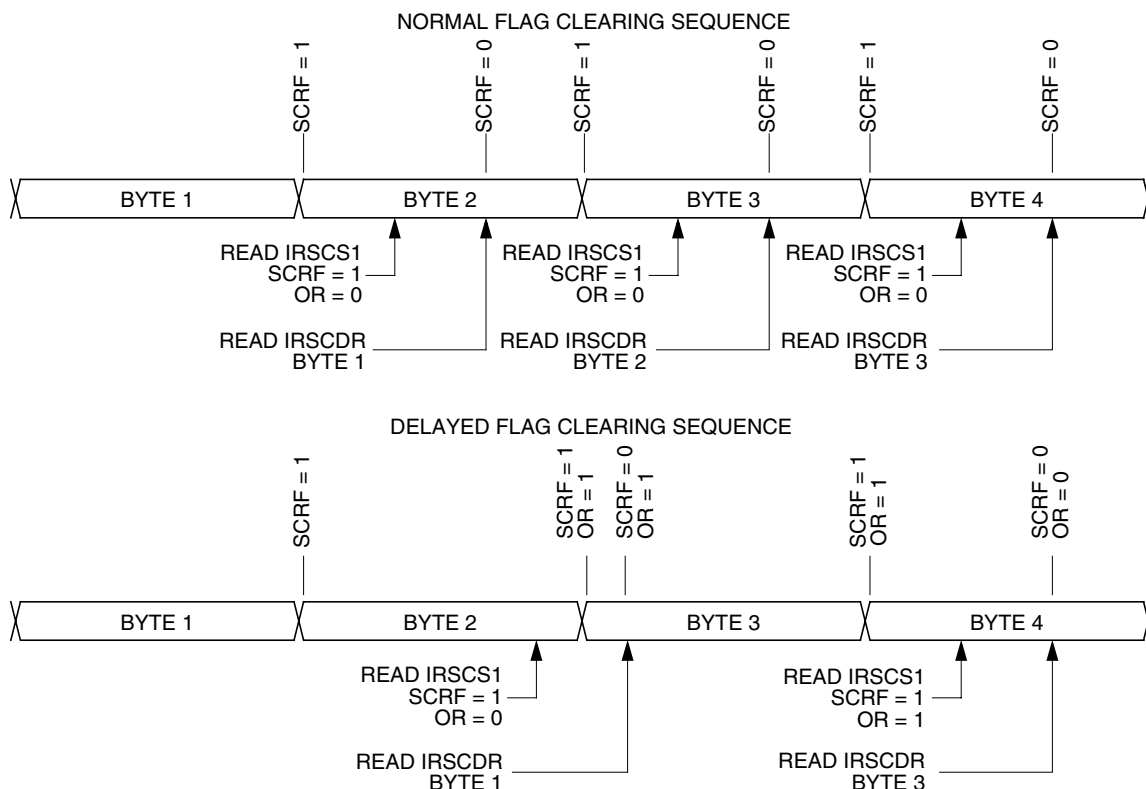 NORMAL FLAG CLEARING SEQUENCE
SCRF = 1
SCRF = 0
SCRF = 1
SCRF = 0
SCRF = 1
SCRF = 0
BYTE 1
BYTE 2
BYTE 3
BYTE 4
READ IRSCS1
SCRF = 1
OR = 0
READ IRSCS1
SCRF = 1
OR = 0
READ IRSCS1
SCRF = 1
OR = 0
READ IRSCDR
BYTE 1
READ IRSCDR
BYTE 2
READ IRSCDR
BYTE 3
DELAYED FLAG CLEARING SEQUENCE
SCRF = 1
SCRF = 1
OR = 1
SCRF = 0
OR = 1
SCRF = 1
OR = 1
SCRF = 0
OR = 0
BYTE 1
BYTE 2
BYTE 3
BYTE 4
READ IRSCS1
SCRF = 1
OR = 0
READ IRSCS1
SCRF = 1
OR = 1
READ IRSCDR
BYTE 1
READ IRSCDR
BYTE 3